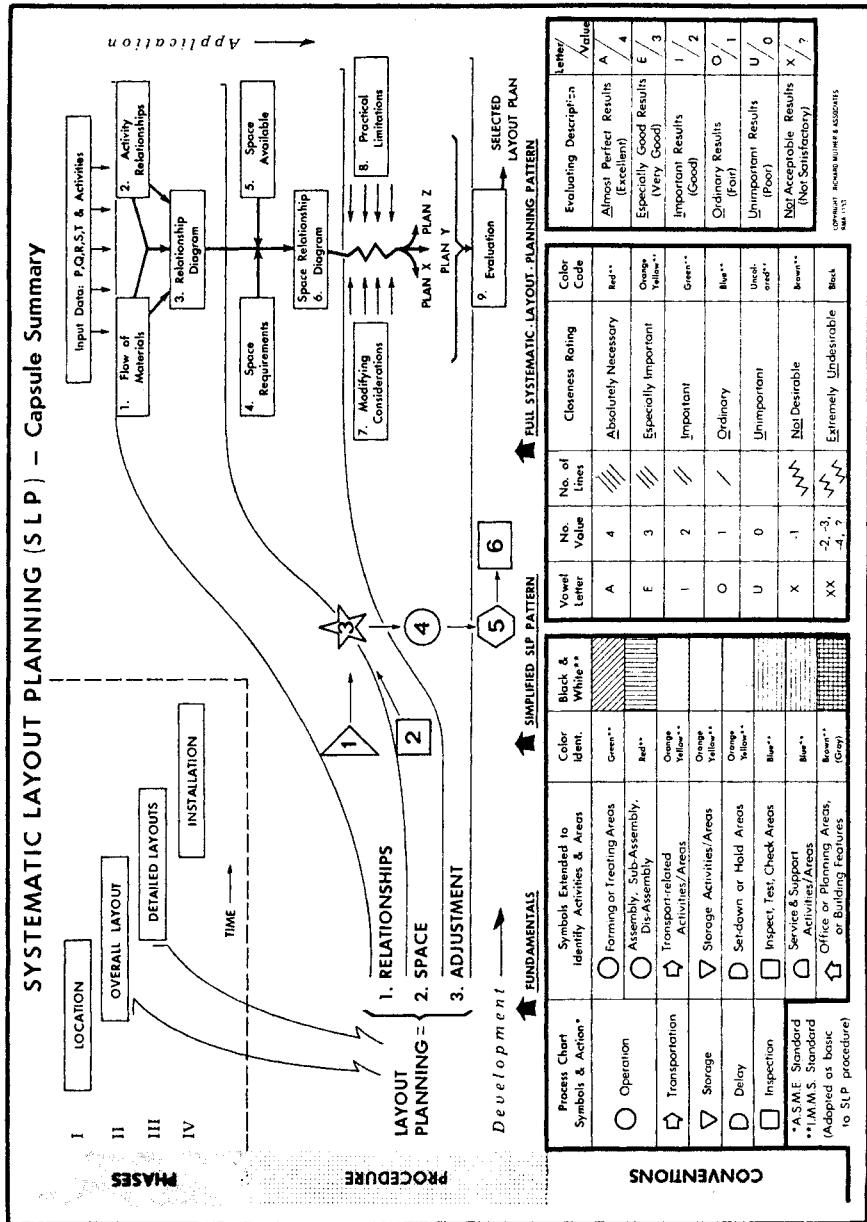 SYSTEMATIC LAYOUT PLANNING (SLP) – Capsule Summary
PHASES
I
II
III
IV
LOCATION
OVERALL LAYOUT
DETAILED LAYOUTS
INSTALLATION
TIME
Application
Input Data: P,Q,R,S,T & Activities
1. Flow of
Materials
2. Activity
Relationships
3. Relationship
Diagram
4. Space
Requirements
5. Space
Available
Space Relationship
6. Diagram
7. Modifying
Considerations
8. Practical
Limitations
PLAN X
PLAN Y
PLAN Z
9. Evaluation
SELECTED
LAYOUT PLAN
PROCEDURE
LAYOUT
PLANNING =
1. RELATIONSHIPS
2. SPACE
3. ADJUSTMENT
1
2
3
4
5
6
Development
FUNDAMENTALS
SIMPLIFIED SLP PATTERN
FULL SYSTEMATIC-LAYOUT-PLANNING PATTERN
CONVENTIONS
Process Chart
Symbols & Action*
Symbols Extended to
Identify Activities & Areas
Color
Ident.
Black &
White**
Operation
Forming or Treating Areas
Green**
Assembly, Sub-Assembly,
Dis-Assembly
Red**
Transportation
Transport-related
Activities/Areas
Orange
Yellow**
Storage
Storage Activities/Areas
Orange
Yellow**
Delay
Set-down or Hold Areas
Orange
Yellow**
Inspection
Inspect, Test, Check Areas
Blue**
Service & Support
Activities/Areas
Blue**
Office or Planning Areas,
or Building Features
Brown**
(Gray)
*A.S.M.E Standard
**I.M.M.S. Standard
(Adopted as basic
to SLP procedure)
Vowel
Letter
No.
Value
No. of
Lines
Closeness Rating
Color
Code
A
4
Absolutely Necessary
Red**
E
3
Especially Important
Orange
Yellow**
I
2
Important
Green**
O
1
Ordinary
Blue**
U
0
Unimportant
Uncol-
ored**
X
-1
Not Desirable
Brown**
XX
-2, -3,
-4, ?
Extremely Undesirable
Black
Evaluating Description
Letter/
Value
Almost Perfect Results
(Excellent)
A/4
Especially Good Results
(Very Good)
E/3
Important Results
(Good)
I/2
Ordinary Results
(Fair)
O/1
Unimportant Results
(Poor)
U/0
Not Acceptable Results
(Not Satisfactory)
X/?
COPYRIGHT RICHARD MUTHER & ASSOCIATES